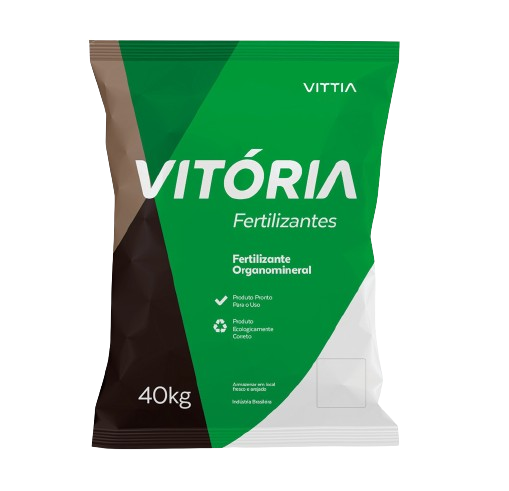 VITTIA
VITÓRIA
Fertilizantes
Fertilizante
Organomineral
Produto Pronto
Para o Uso
Produto
Ecologicamente
Correto
Armazenar em local
fresco e arejado
40kg
Indústria Brasileira